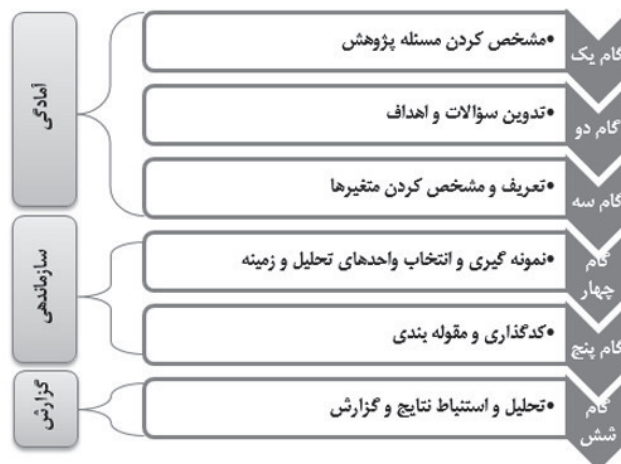 گام یک
•مشخص کردن مسئله پژوهش
گام دو
•تدوین سؤالات و اهداف
گام سه
•تعریف و مشخص کردن متغیرها
آمادگی
گام
چهار
•نمونه گیری و انتخاب واحدهای تحلیل و زمینه
گام پنج
•کدگذاری و مقوله بندی
سازماندهی
گام
شش
•تحلیل و استنباط نتایج و گزارش
گزارش